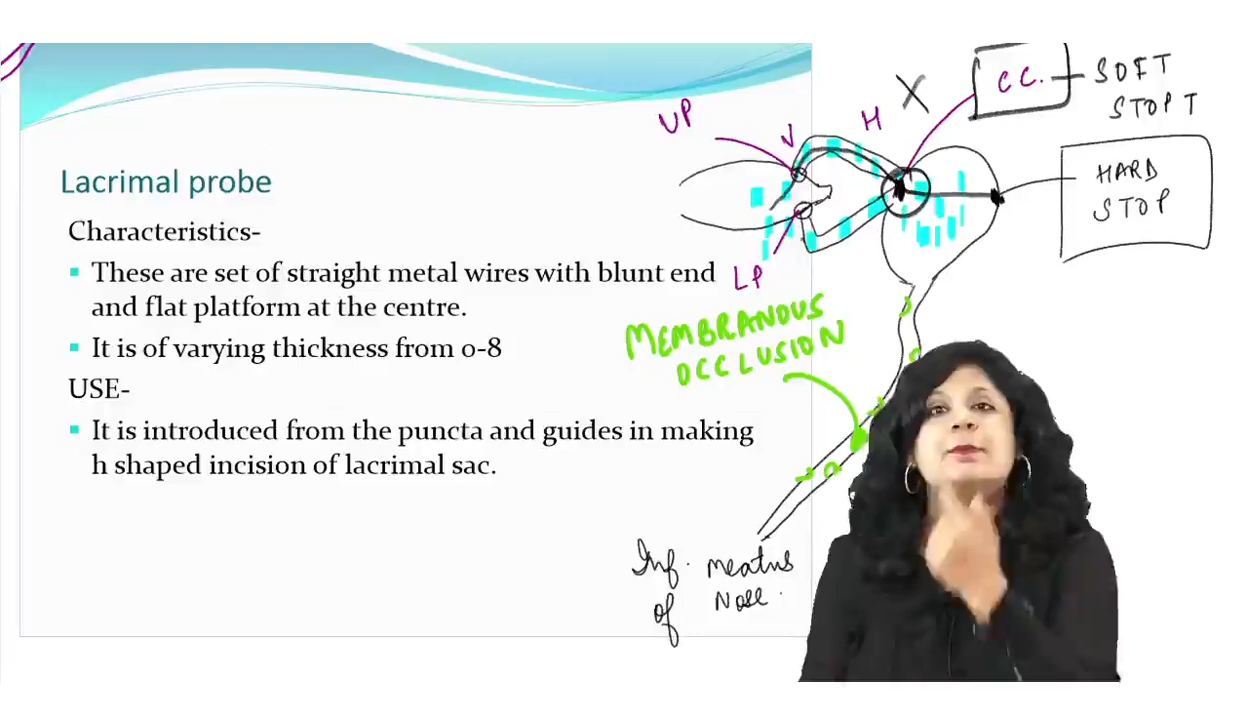 Lacrimal probe
Characteristics-
These are set of straight metal wires with blunt end
and flat platform at the centre.
It is of varying thickness from 0-8
USE-
It is introduced from the puncta and guides in making
h shaped incision of lacrimal sac.
UP
V
H
X
C.C.
SOFT
STOP T
HARD
STOP
LP
MEMBRANOUS
OCCLUSION
Inf. meatus
of Nose.